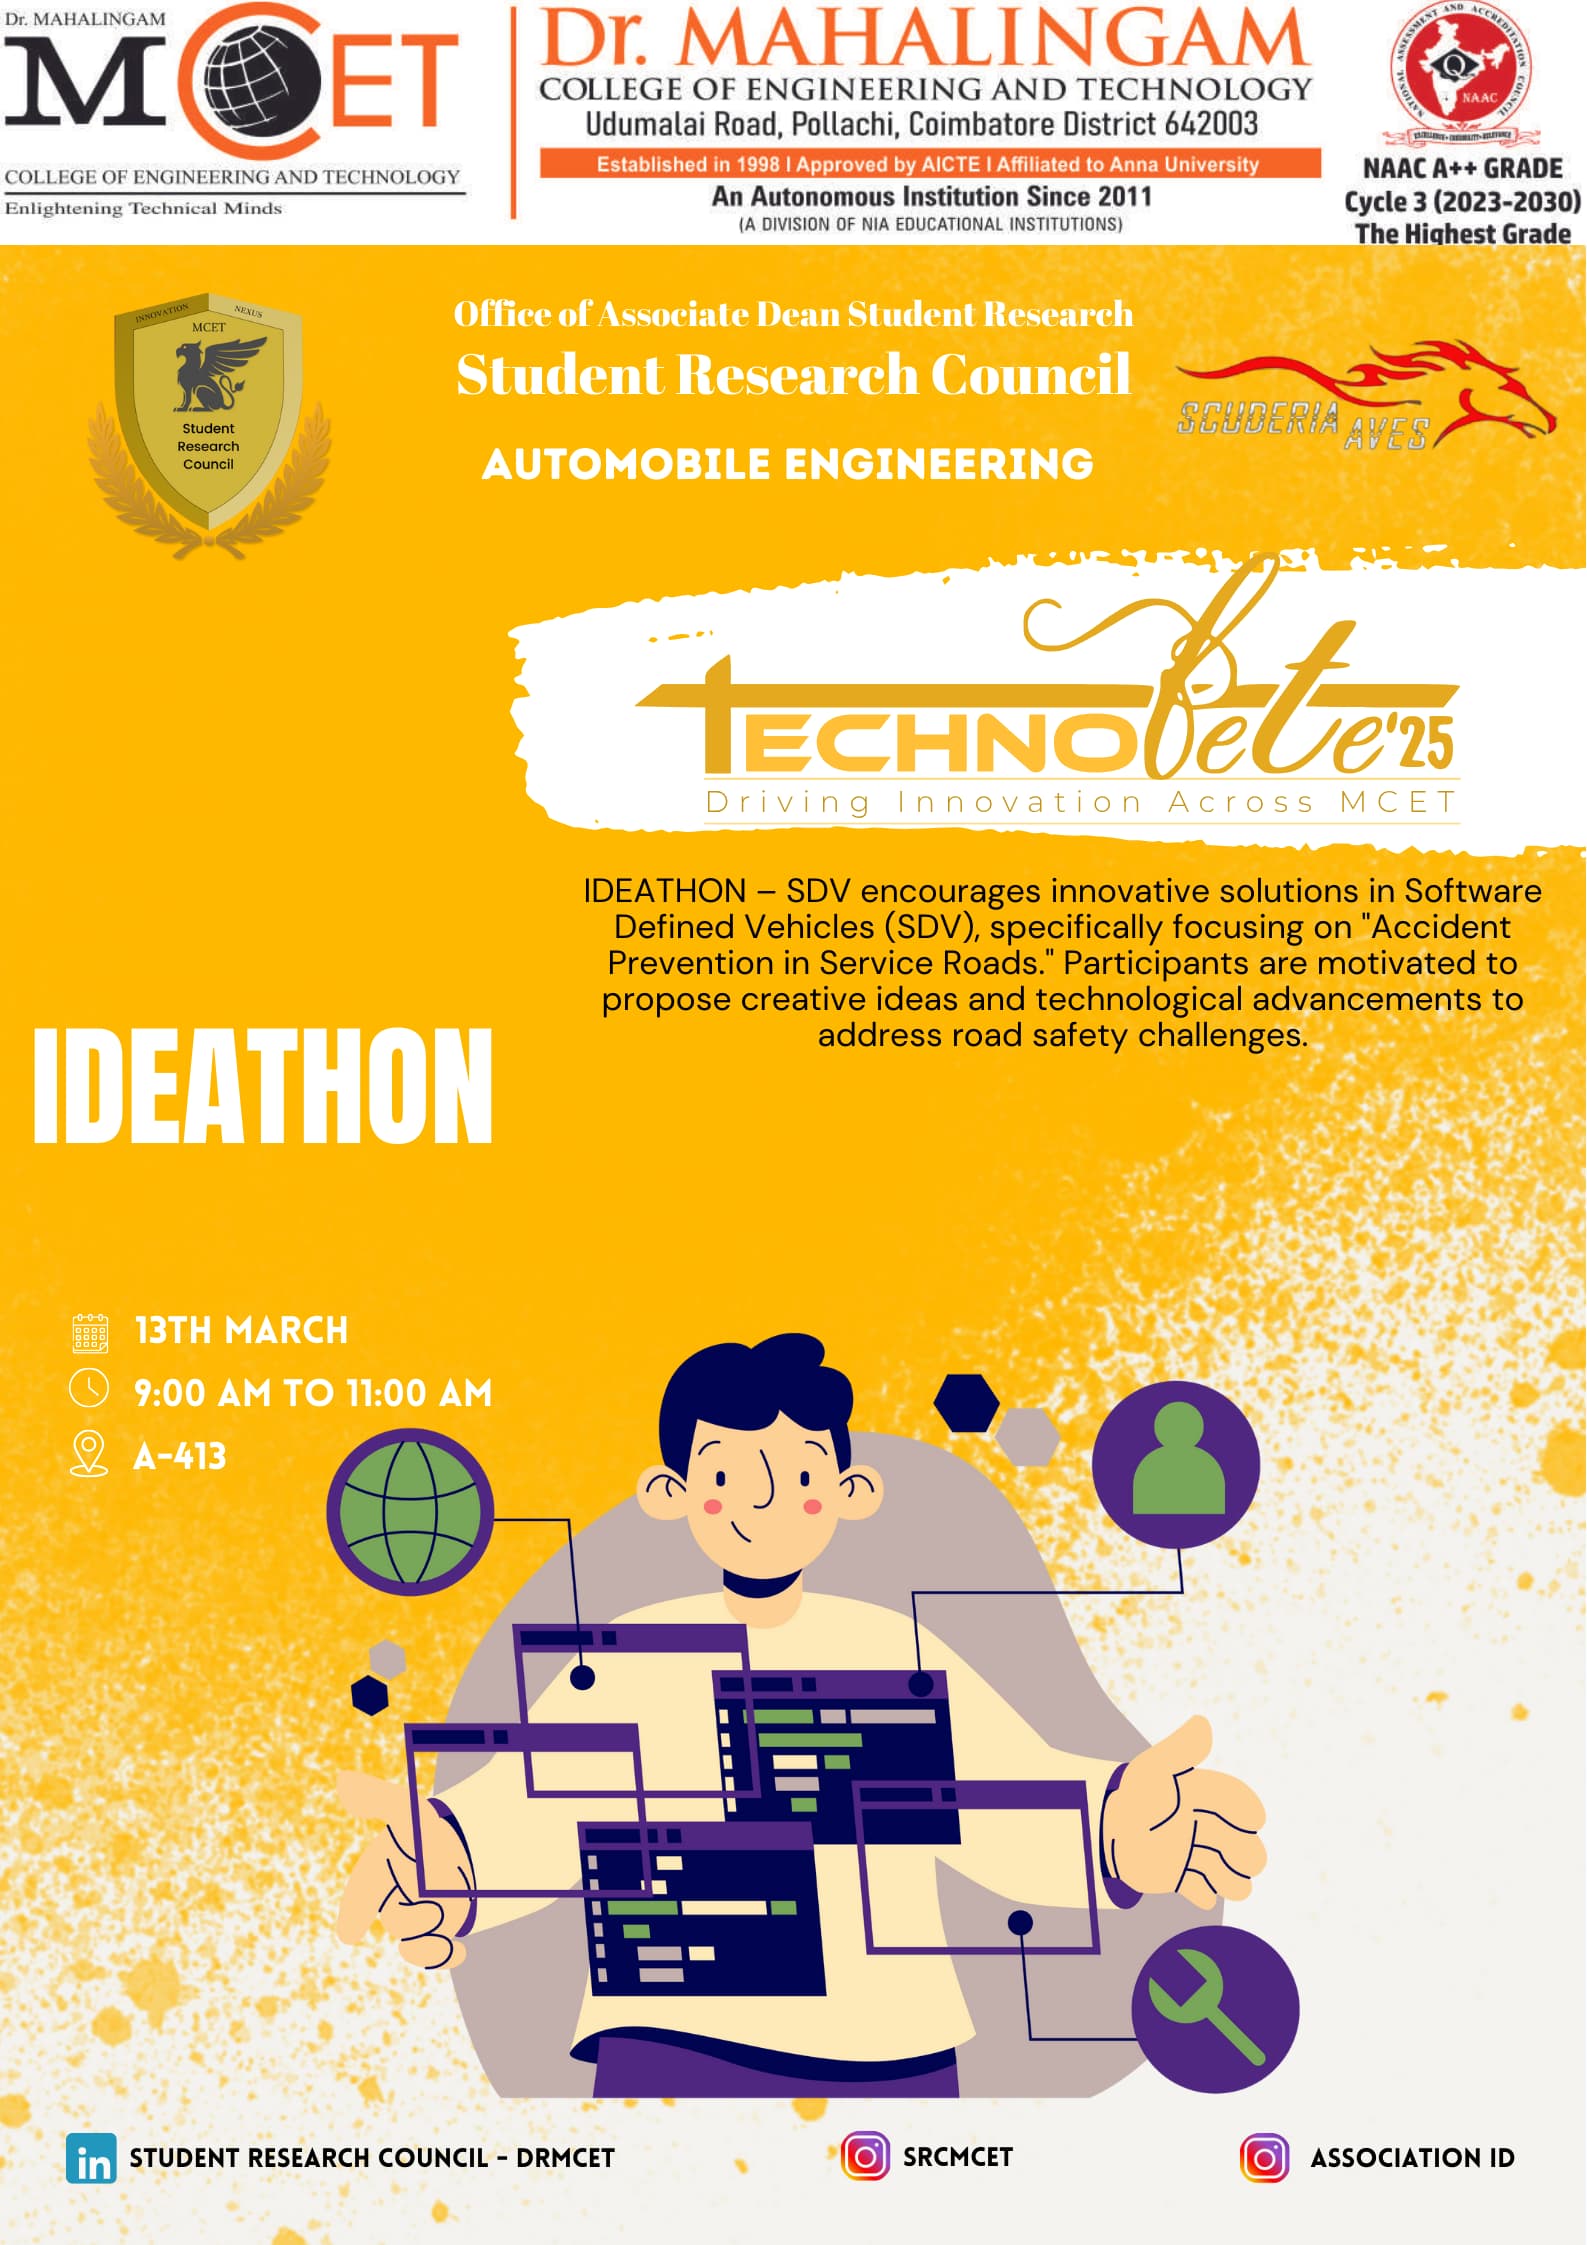 Dr. MAHALINGAM
MCET
COLLEGE OF ENGINEERING AND TECHNOLOGY
Enlightening Technical Minds
Dr. MAHALINGAM
COLLEGE OF ENGINEERING AND TECHNOLOGY
Udumalai Road, Pollachi, Coimbatore District 642003
Established in 1998 I Approved by AICTE I Affiliated to Anna University
An Autonomous Institution Since 2011
(A DIVISION OF NIA EDUCATIONAL INSTITUTIONS)
NATIONAL ASSESSMENT AND ACCREDITATION COUNCIL
Q
NAAC
NAAC A++ GRADE
Cycle 3 (2023-2030)
The Highest Grade
INNOVATION NEXUS
MCET
Student
Research
Council
Office of Associate Dean Student Research
Student Research Council
AUTOMOBILE ENGINEERING
SCUDERIA
AVES
TECHNOfete'25
Driving Innovation Across MCET
IDEATHON – SDV encourages innovative solutions in Software
Defined Vehicles (SDV), specifically focusing on "Accident
Prevention in Service Roads." Participants are motivated to
propose creative ideas and technological advancements to
address road safety challenges.
IDEATHON
13TH MARCH
9:00 AM TO 11:00 AM
A-413
in STUDENT RESEARCH COUNCIL - DRMCET
SRCMCET
ASSOCIATION ID